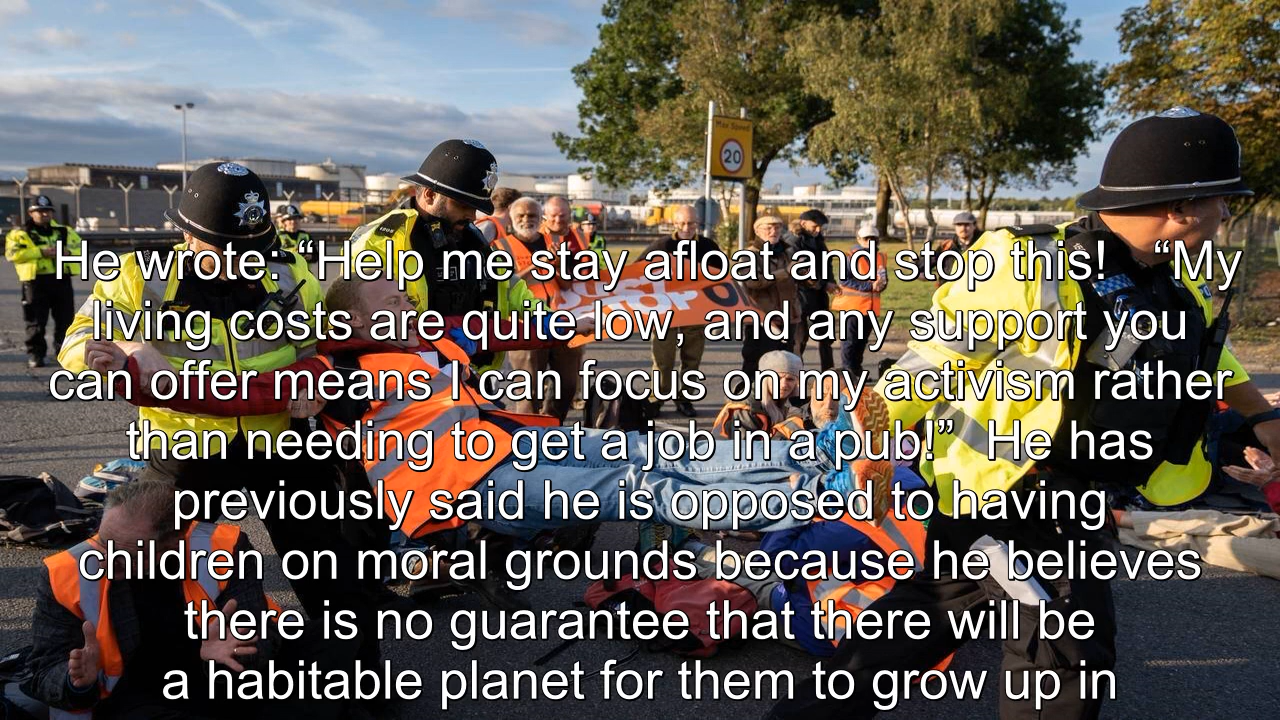 Max Speed
20
He wrote: “Help me stay afloat and stop this!   “My
living costs are quite low, and any support you
can offer means I can focus on my activism rather
than needing to get a job in a pub!”  He has
previously said he is opposed to having
children on moral grounds because he believes
there is no guarantee that there will be
a habitable planet for them to grow up in